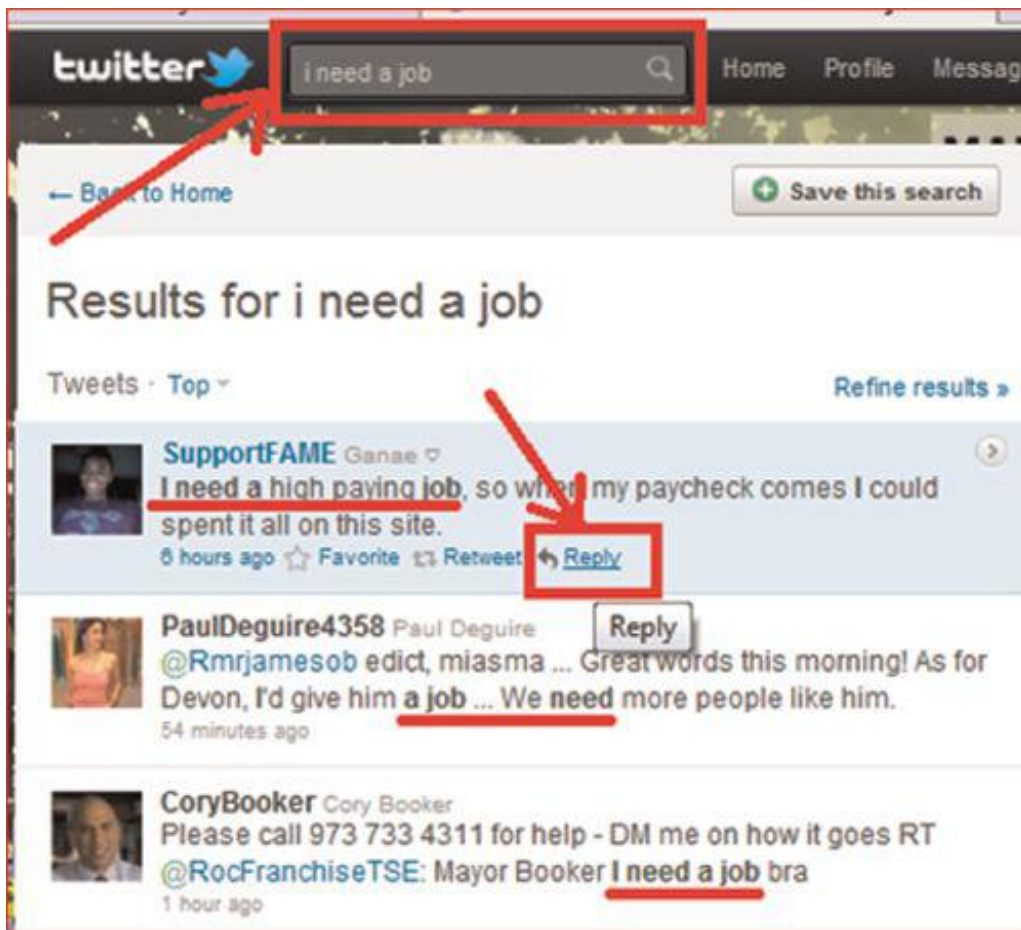 twitter i need a job Home Profile Messag
← Back to Home Save this search
Results for i need a job
Tweets · Top Refine results »
SupportFAME Ganae
I need a high paying job, so when my paycheck comes I could
spent it all on this site.
6 hours ago Favorite Retweet Reply
Reply
PaulDeguire4358 Paul Deguire
@Rmrjamesob edict, miasma ... Great words this morning! As for
Devon, I'd give him a job ... We need more people like him.
54 minutes ago
CoryBooker Cory Booker
Please call 973 733 4311 for help - DM me on how it goes RT
@RocFranchiseTSE: Mayor Booker I need a job bra
1 hour ago